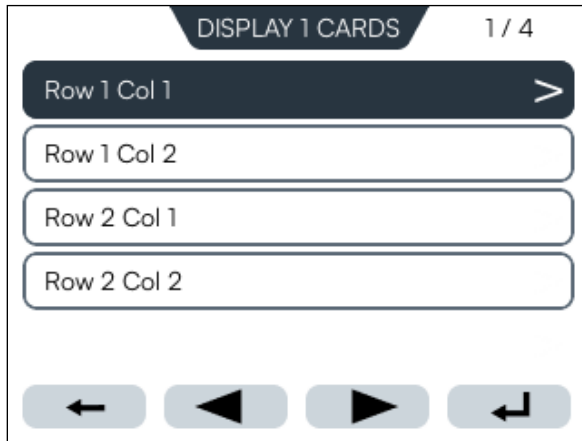 DISPLAY 1 CARDS 1 / 4
Row 1 Col 1 >
Row 1 Col 2
Row 2 Col 1
Row 2 Col 2